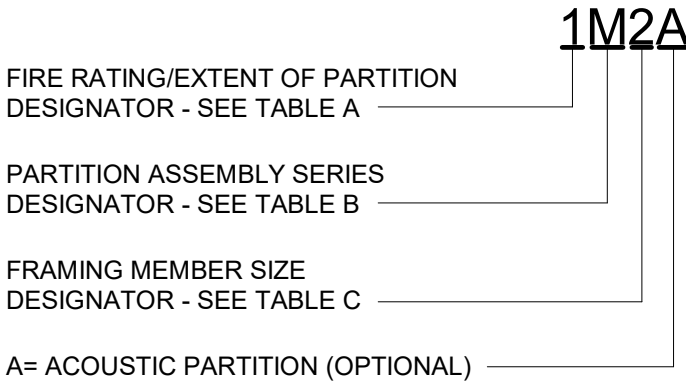 1M2A
FIRE RATING/EXTENT OF PARTITION
DESIGNATOR - SEE TABLE A
PARTITION ASSEMBLY SERIES
DESIGNATOR - SEE TABLE B
FRAMING MEMBER SIZE
DESIGNATOR - SEE TABLE C
A= ACOUSTIC PARTITION (OPTIONAL)